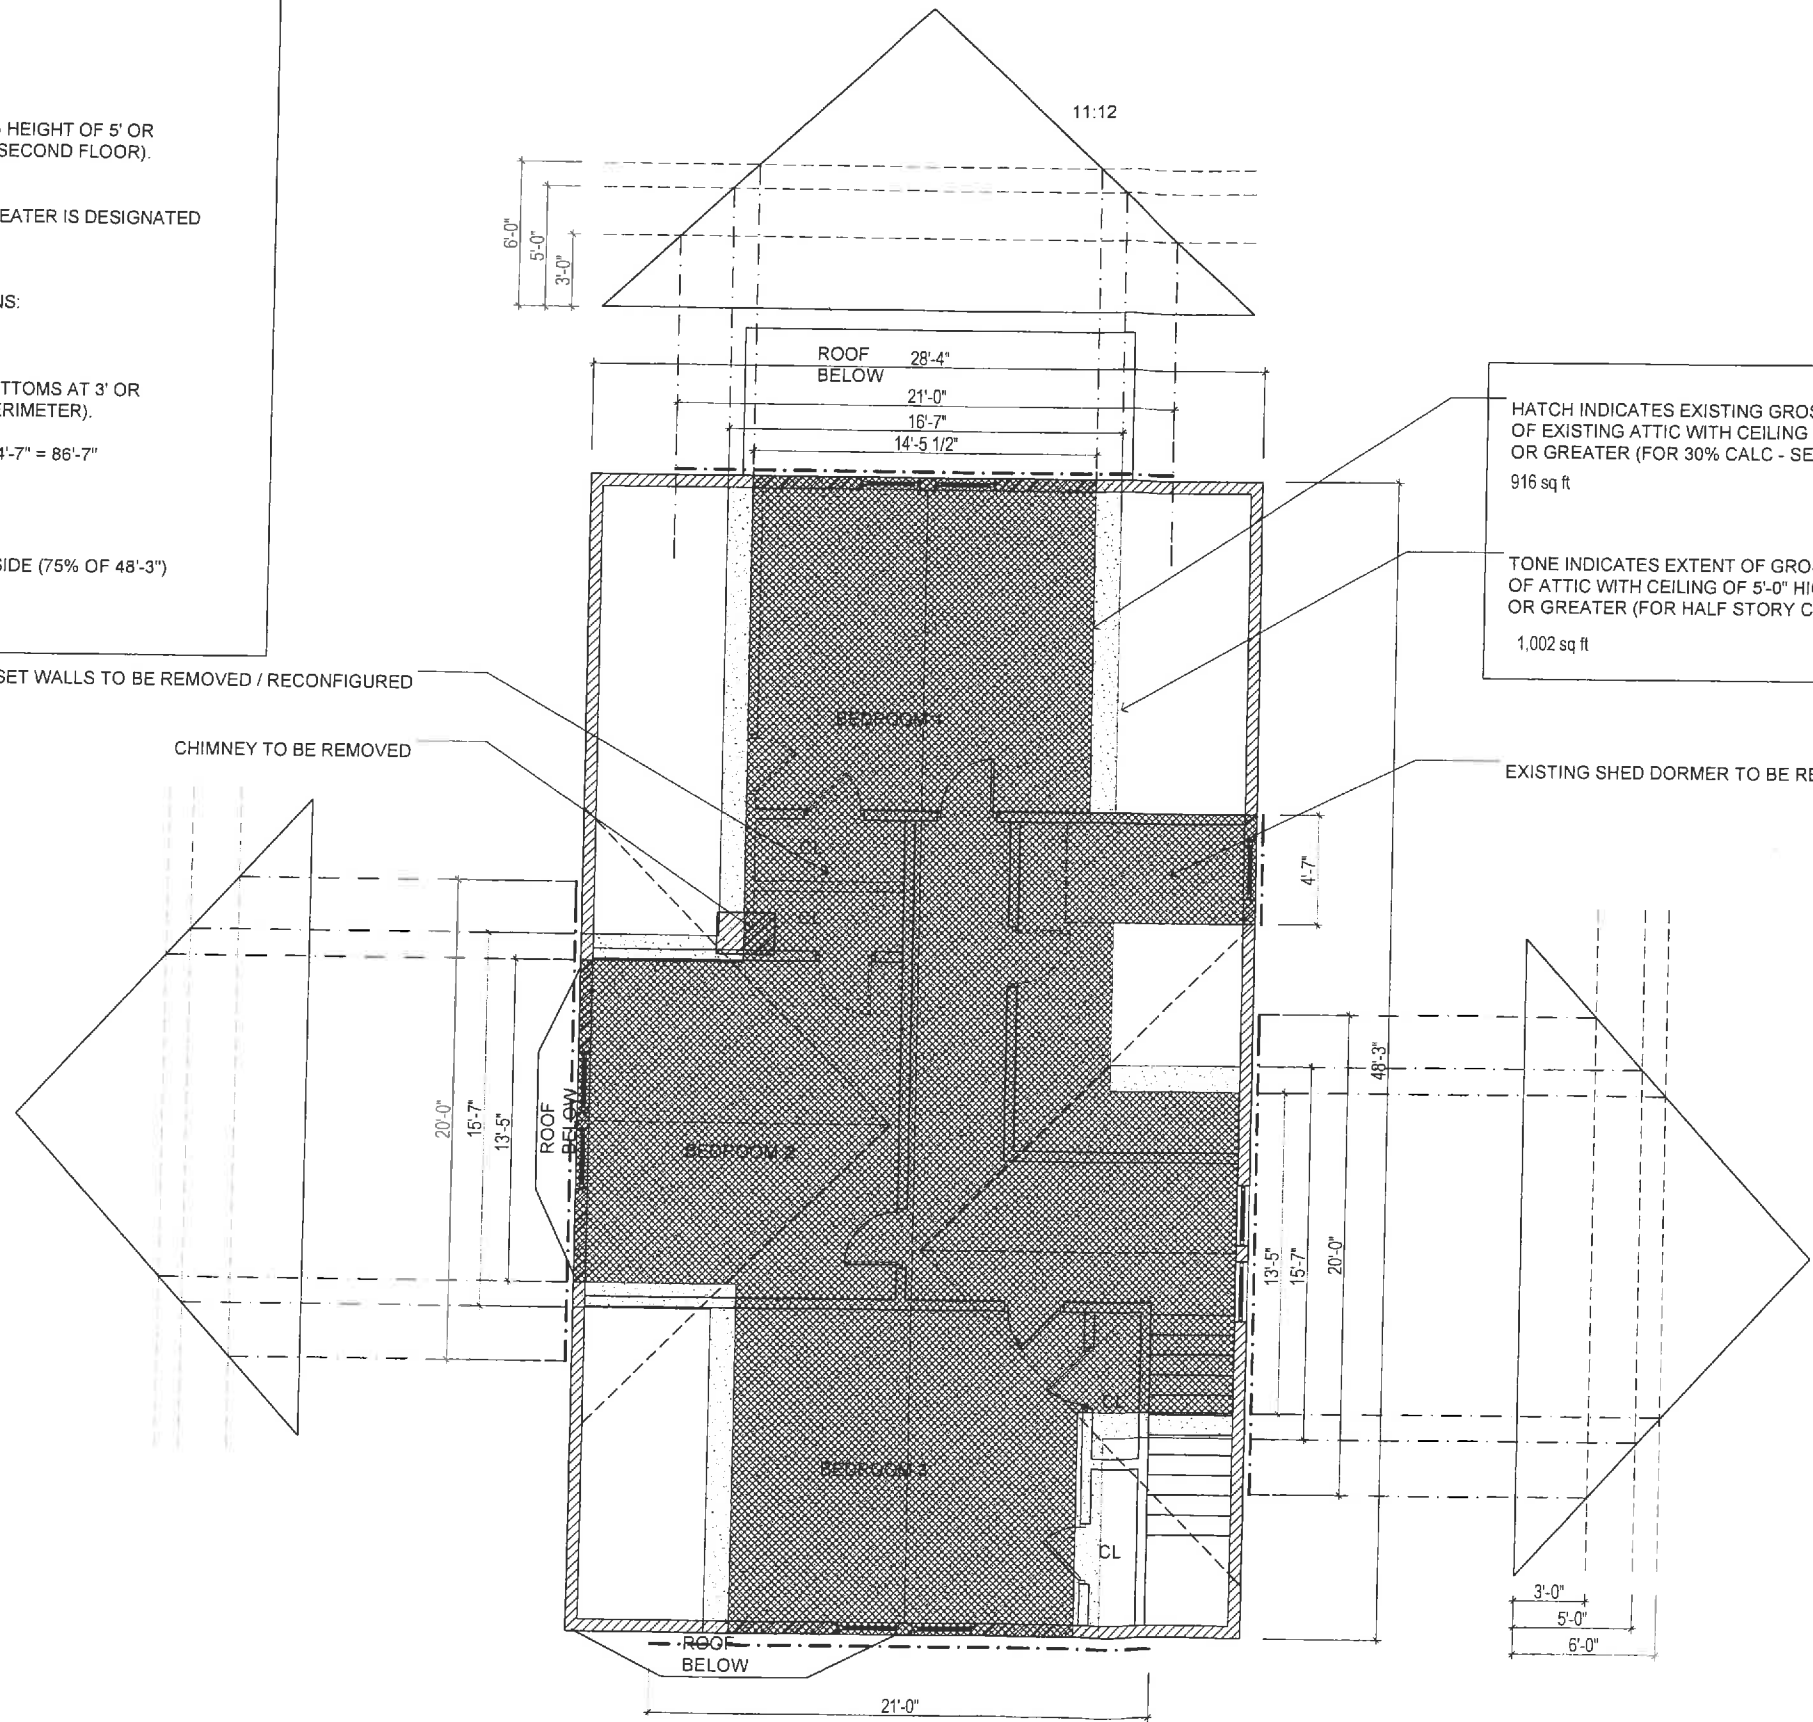 HEIGHT OF 5' OR
SECOND FLOOR).
EATER IS DESIGNATED
NS:
TTOMS AT 3' OR
ERIMETER).
4'-7" = 86'-7"
SIDE (75% OF 48'-3")
SET WALLS TO BE REMOVED / RECONFIGURED
CHIMNEY TO BE REMOVED
11:12
6'-0"
5'-0"
3'-0"
ROOF
BELOW
28'-4"
21'-0"
16'-7"
14'-5 1/2"
HATCH INDICATES EXISTING GROS
OF EXISTING ATTIC WITH CEILING
OR GREATER (FOR 30% CALC - SE
916 sq ft
TONE INDICATES EXTENT OF GRO
OF ATTIC WITH CEILING OF 5'-0" HI
OR GREATER (FOR HALF STORY C
1,002 sq ft
EXISTING SHED DORMER TO BE RE
BEDROOM 1
CL
CL
4'-7"
48'-3"
20'-0"
15'-7"
13'-5"
ROOF
BELOW
BEDROOM 2
13'-5"
15'-7"
20'-0"
CL
BEDROOM 3
CL
3'-0"
5'-0"
6'-0"
ROOF
BELOW
21'-0"